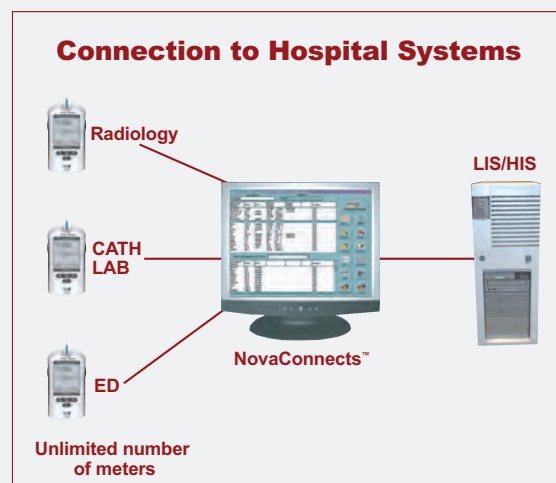 Connection to Hospital Systems
Radiology
LIS/HIS
CATH
LAB
NovaConnects™
ED
Unlimited number
of meters